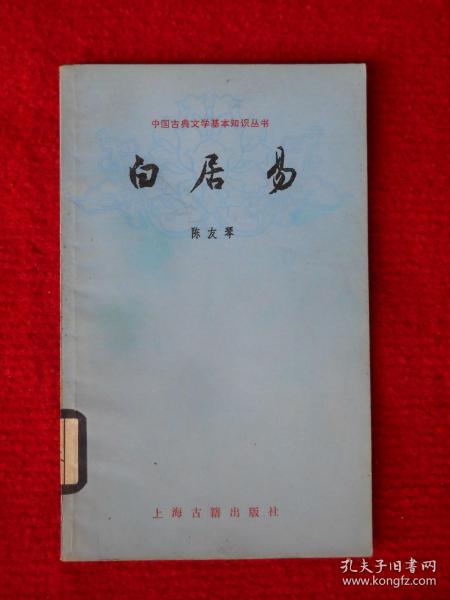 中国古典文学基本知识丛书
白居易
陈友琴
上海古籍出版社
孔夫子旧书网
www.kongfz.com